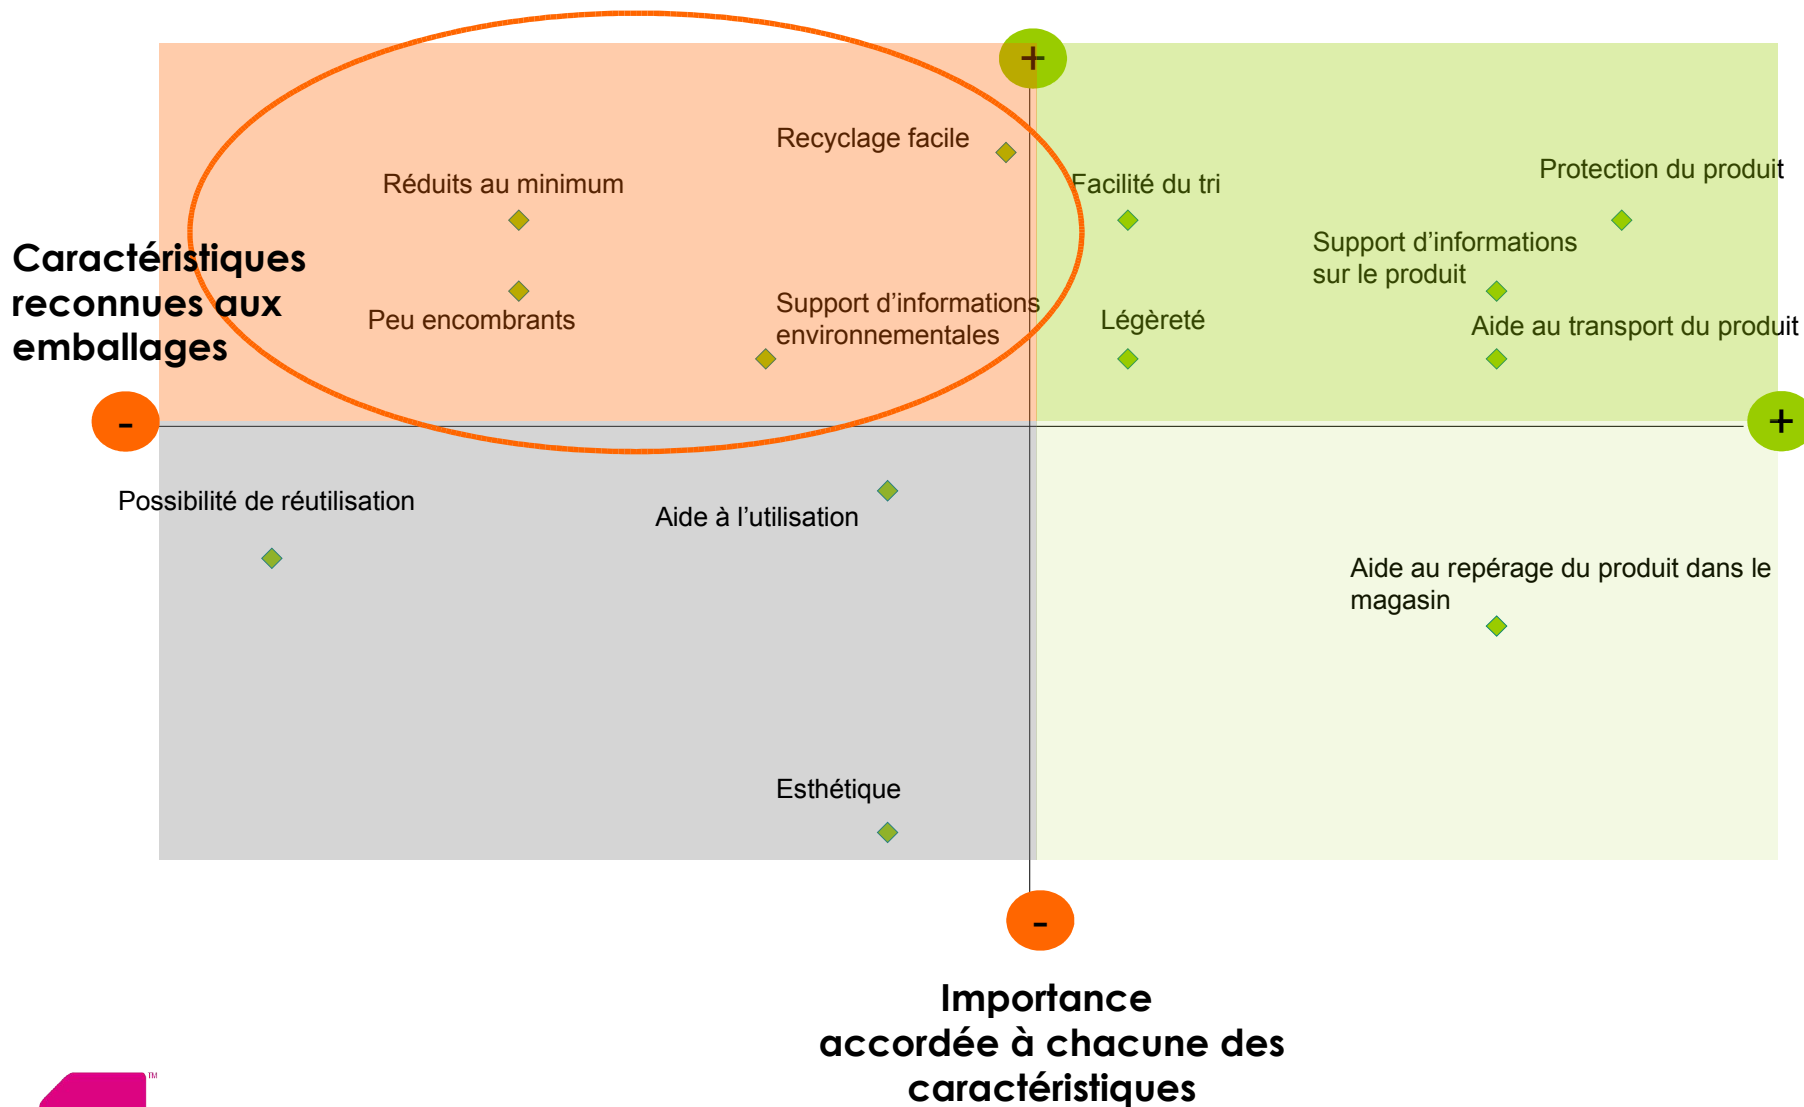 +
Recyclage facile
Protection du produit
Réduits au minimum
Facilité du tri
Support d’informations
sur le produit
Caractéristiques
reconnues aux
emballages
Peu encombrants
Support d’informations
environnementales
Légèreté
Aide au transport du produit
-
+
Possibilité de réutilisation
Aide à l’utilisation
Aide au repérage du produit dans le
magasin
Esthétique
-
Importance
accordée à chacune des
caractéristiques
TM